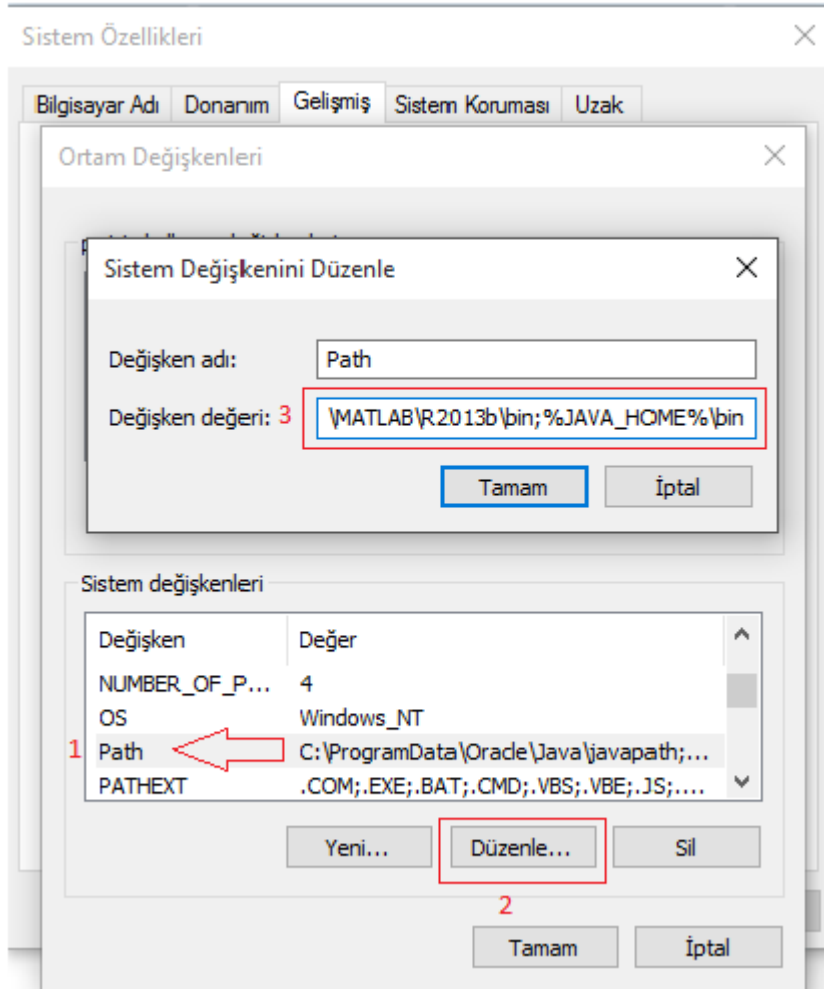 Sistem Özellikleri
Bilgisayar Adı Donanım Gelişmiş Sistem Koruması Uzak
Ortam Değişkenleri
Sistem Değişkenini Düzenle
Değişken adı: Path
Değişken değeri: 3 \MATLAB\R2013b\bin;%JAVA_HOME%\bin
Tamam İptal
Sistem değişkenleri
Değişken Değer
NUMBER_OF_P... 4
OS Windows_NT
1 Path C:\ProgramData\Oracle\Java\javapath;...
PATHEXT .COM;.EXE;.BAT;.CMD;.VBS;.VBE;.JS;....
Yeni... Düzenle... Sil
2
Tamam İptal